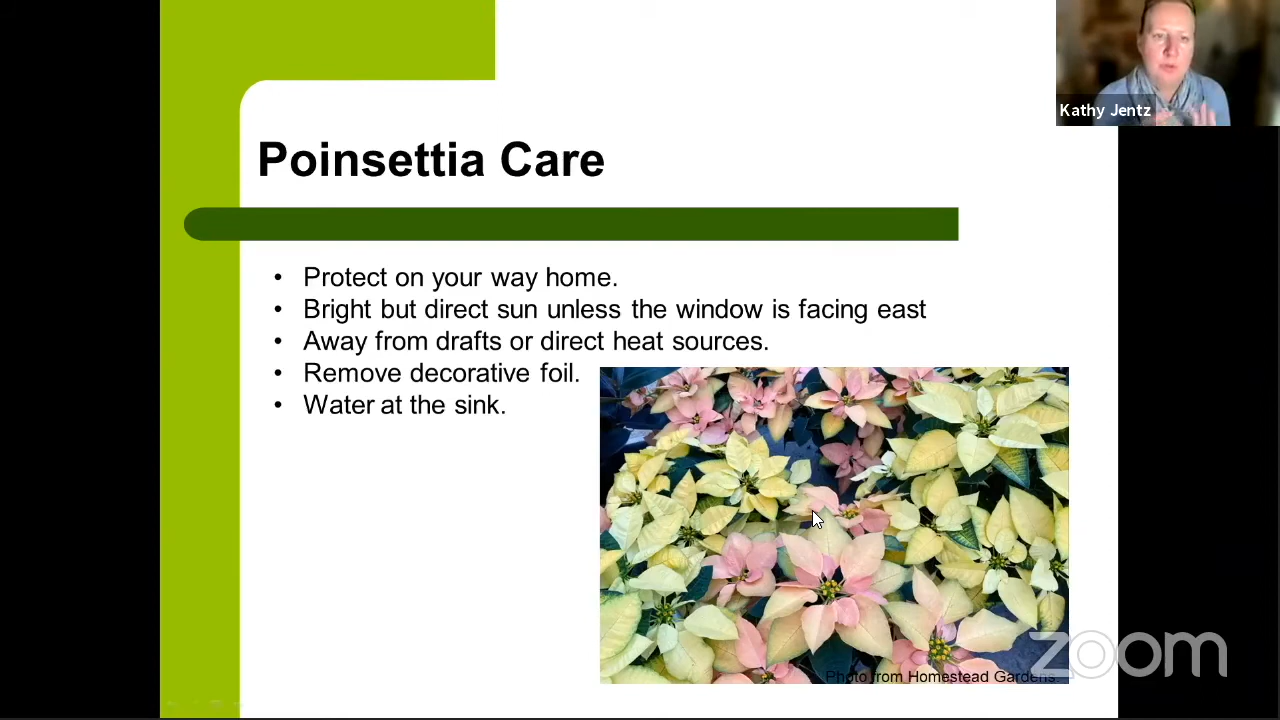 Kathy Jentz
Poinsettia Care
• Protect on your way home.
• Bright but direct sun unless the window is facing east
• Away from drafts or direct heat sources.
• Remove decorative foil.
• Water at the sink.
zoom
Photo from Homestead Gardens.